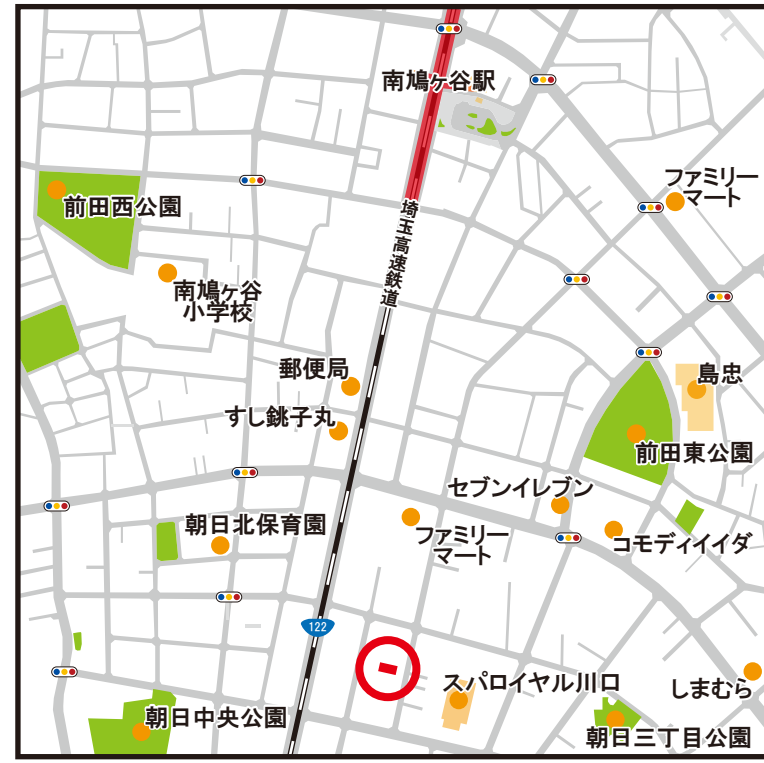 南鳩ヶ谷駅
ファミリー
マート
前田西公園
埼玉高速鉄道
南鳩ヶ谷
小学校
郵便局
島忠
すし銚子丸
前田東公園
セブンイレブン
朝日北保育園
ファミリー
マート
コモディイイダ
122
スパロイヤル川口
しまむら
朝日中央公園
朝日三丁目公園